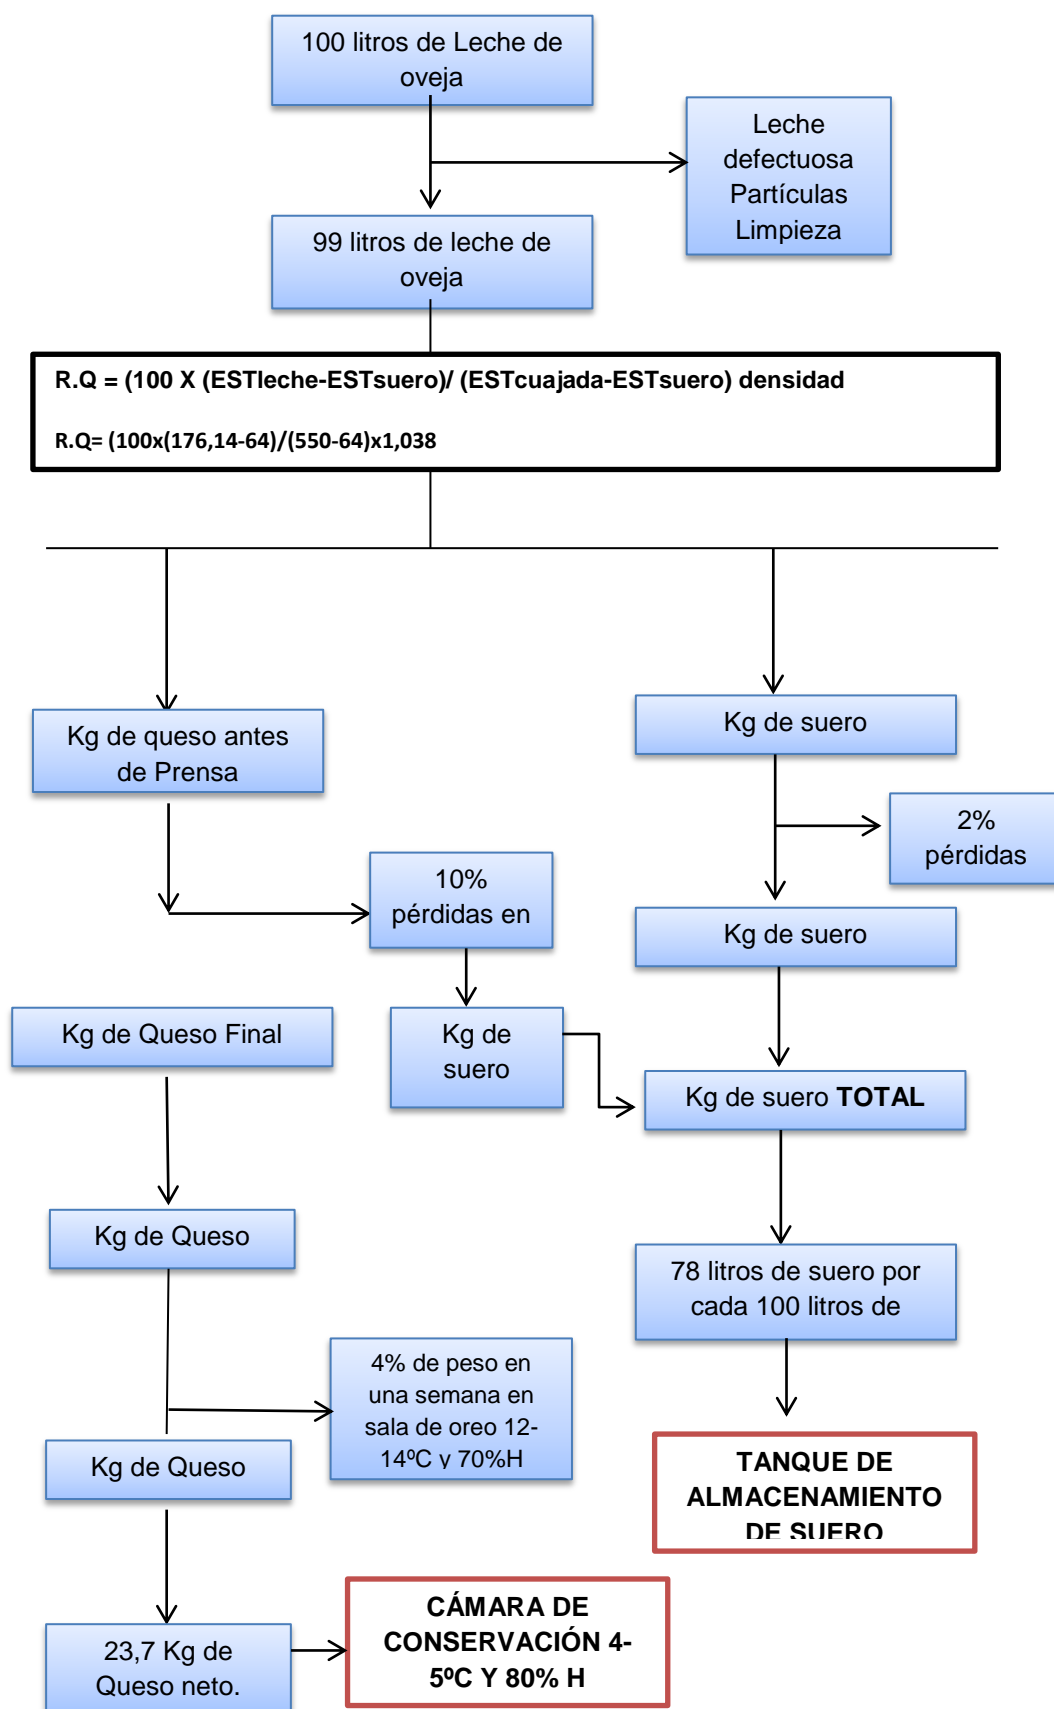 100 litros de Leche de
oveja
Leche
defectuosa
Partículas
Limpieza
99 litros de leche de
oveja
R.Q = (100 X (ESTleche-ESTsuero)/ (ESTcuajada-ESTsuero) densidad
R.Q= (100x(176,14-64)/(550-64)x1,038
Kg de queso antes
de Prensa
Kg de suero
2%
pérdidas
10%
pérdidas en
Kg de suero
Kg de Queso Final
Kg de
suero
Kg de suero TOTAL
Kg de Queso
78 litros de suero por
cada 100 litros de
4% de peso en
una semana en
sala de oreo 12-
14ºC y 70%H
Kg de Queso
TANQUE DE
ALMACENAMIENTO
DE SUERO
23,7 Kg de
Queso neto.
CÁMARA DE
CONSERVACIÓN 4-
5ºC Y 80% H